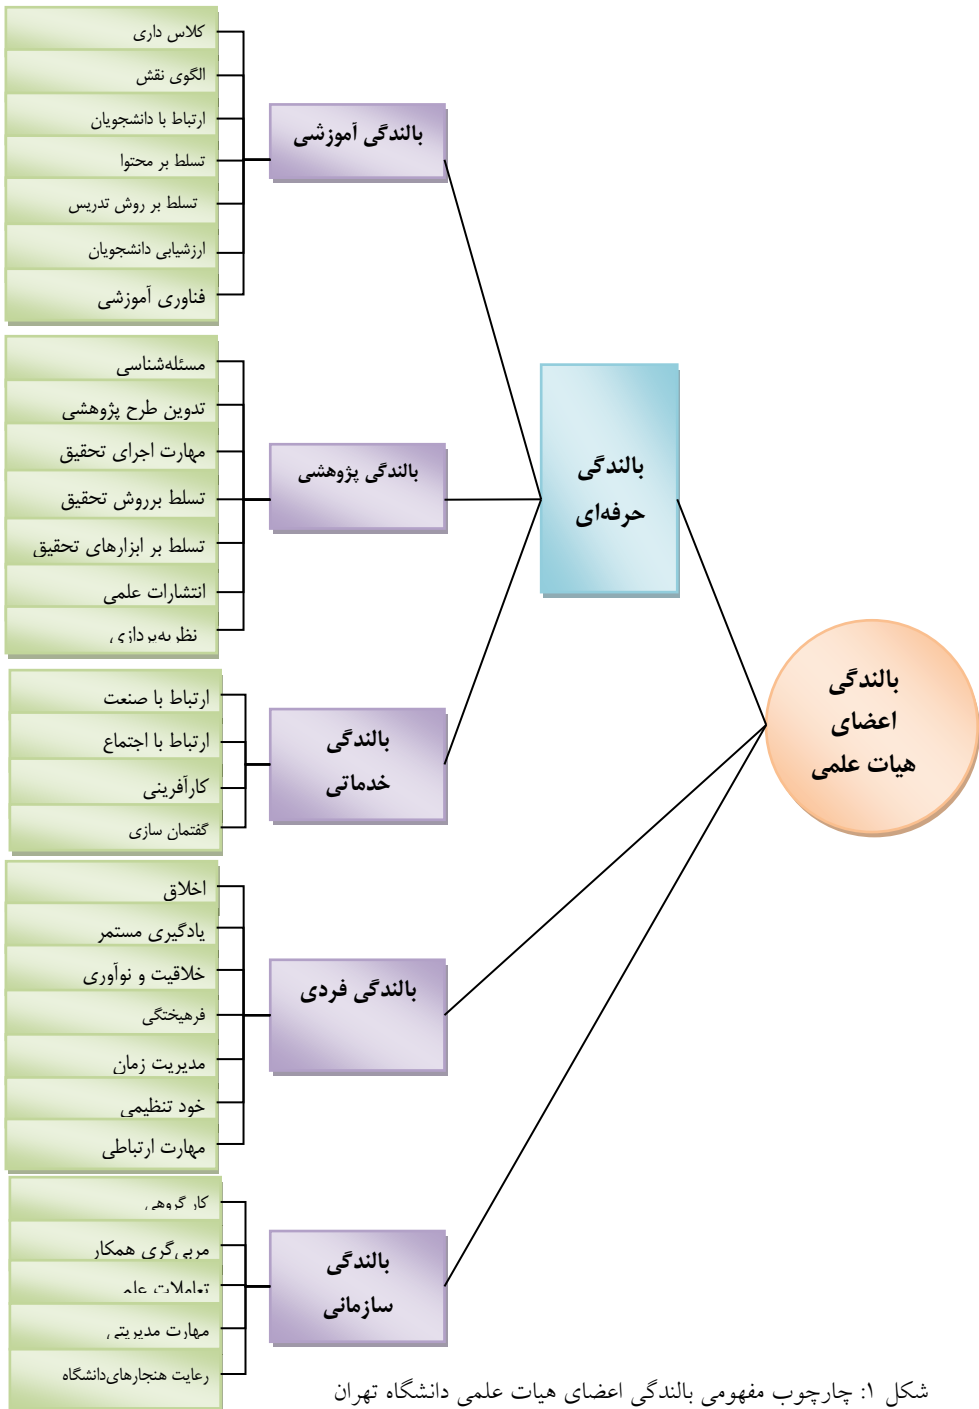 بالندگی
اعضای
هیات علمی
بالندگی
حرفه‌ای
بالندگی آموزشی
کلاس داری
الگوی نقش
ارتباط با دانشجویان
تسلط بر محتوا
تسلط بر روش تدریس
ارزشیابی دانشجویان
فناوری آموزشی
بالندگی پژوهشی
مسئله‌شناسی
تدوین طرح پژوهشی
مهارت اجرای تحقیق
تسلط برروش تحقیق
تسلط بر ابزارهای تحقیق
انتشارات علمی
نظریه‌پردازی
بالندگی
خدماتی
ارتباط با صنعت
ارتباط با اجتماع
کارآفرینی
گفتمان سازی
بالندگی فردی
اخلاق
یادگیری مستمر
خلاقیت و نوآوری
فرهیختگی
مدیریت زمان
خود تنظیمی
مهارت ارتباطی
بالندگی
سازمانی
کار گروهی
مربی‌گری همکار
تعاملات علم
مهارت مدیریتی
رعایت هنجارهای‌دانشگاه
شکل ۱: چارچوب مفهومی بالندگی اعضای هیات علمی دانشگاه تهران